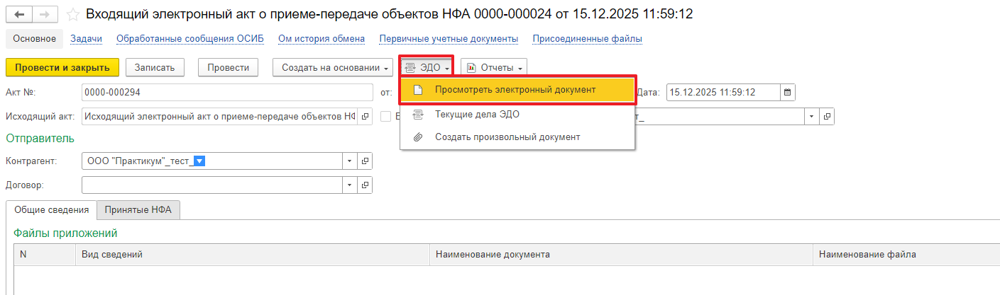 Входящий электронный акт о приеме-передаче объектов НФА 0000-000024 от 15.12.2025 11:59:12
Основное Задачи Обработанные сообщения ОСИБ Ом история обмена Первичные учетные документы Присоединенные файлы
Провести и закрыть Записать Провести Создать на основании ЭДО Отчеты
Просмотреть электронный документ
Акт №: 0000-000294 от: Дата: 15.12.2025 11:59:12
Текущие дела ЭДО
Исходящий акт: Исходящий электронный акт о приеме-передаче объектов НФ
Создать произвольный документ
Отправитель
Контрагент: ООО "Практикум"_тест_
Договор:
Общие сведения Принятые НФА
Файлы приложений
N Вид сведений Наименование документа Наименование файла